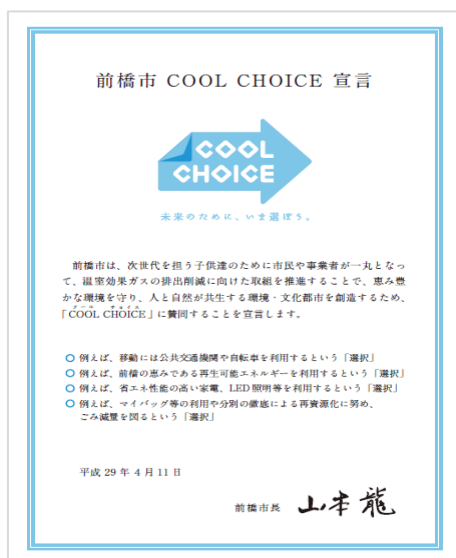 前橋市 COOL CHOICE 宣言
COOL
CHOICE
未来のために、いま選ぼう。
前橋市は、次世代を担う子供達のために市民や事業者が一丸となっ
て、温室効果ガスの排出削減に向けた取組を推進することで、恵み豊
かな環境を守り、人と自然が共生する環境・文化都市を創造するため、
クール チョイス
「COOL CHOICE」に賛同することを宣言します。
例えば、移動には公共交通機関や自転車を利用するという「選択」
例えば、前橋の恵みである再生可能エネルギーを利用するという「選択」
例えば、省エネ性能の高い家電、LED 照明等を利用するという「選択」
例えば、マイバッグ等の利用や分別の徹底による再資源化に努め、
ごみ減量を図るという「選択」
平成 29 年 4 月 11 日
前橋市長 山本龍